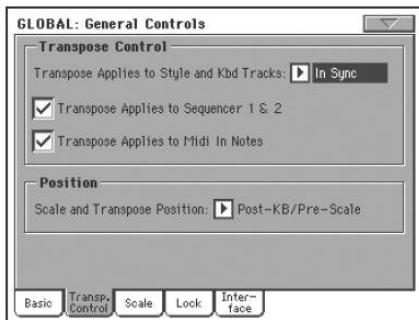 GLOBAL: General Controls
Transpose Control
Transpose Applies to Style and Kbd Tracks: In Sync
Transpose Applies to Sequencer 1 & 2
Transpose Applies to Midi In Notes
Position
Scale and Transpose Position: Post-KB/Pre-Scale
Basic Transp. Control Scale Lock Inter-face